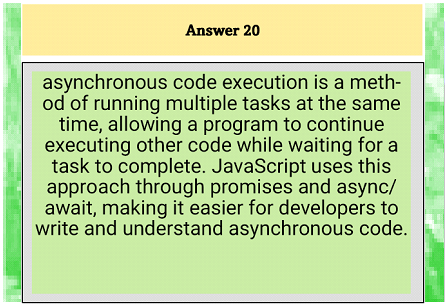 Answer 20
asynchronous code execution is a meth-
od of running multiple tasks at the same
time, allowing a program to continue
executing other code while waiting for a
task to complete. JavaScript uses this
approach through promises and async/
await, making it easier for developers to
write and understand asynchronous code.